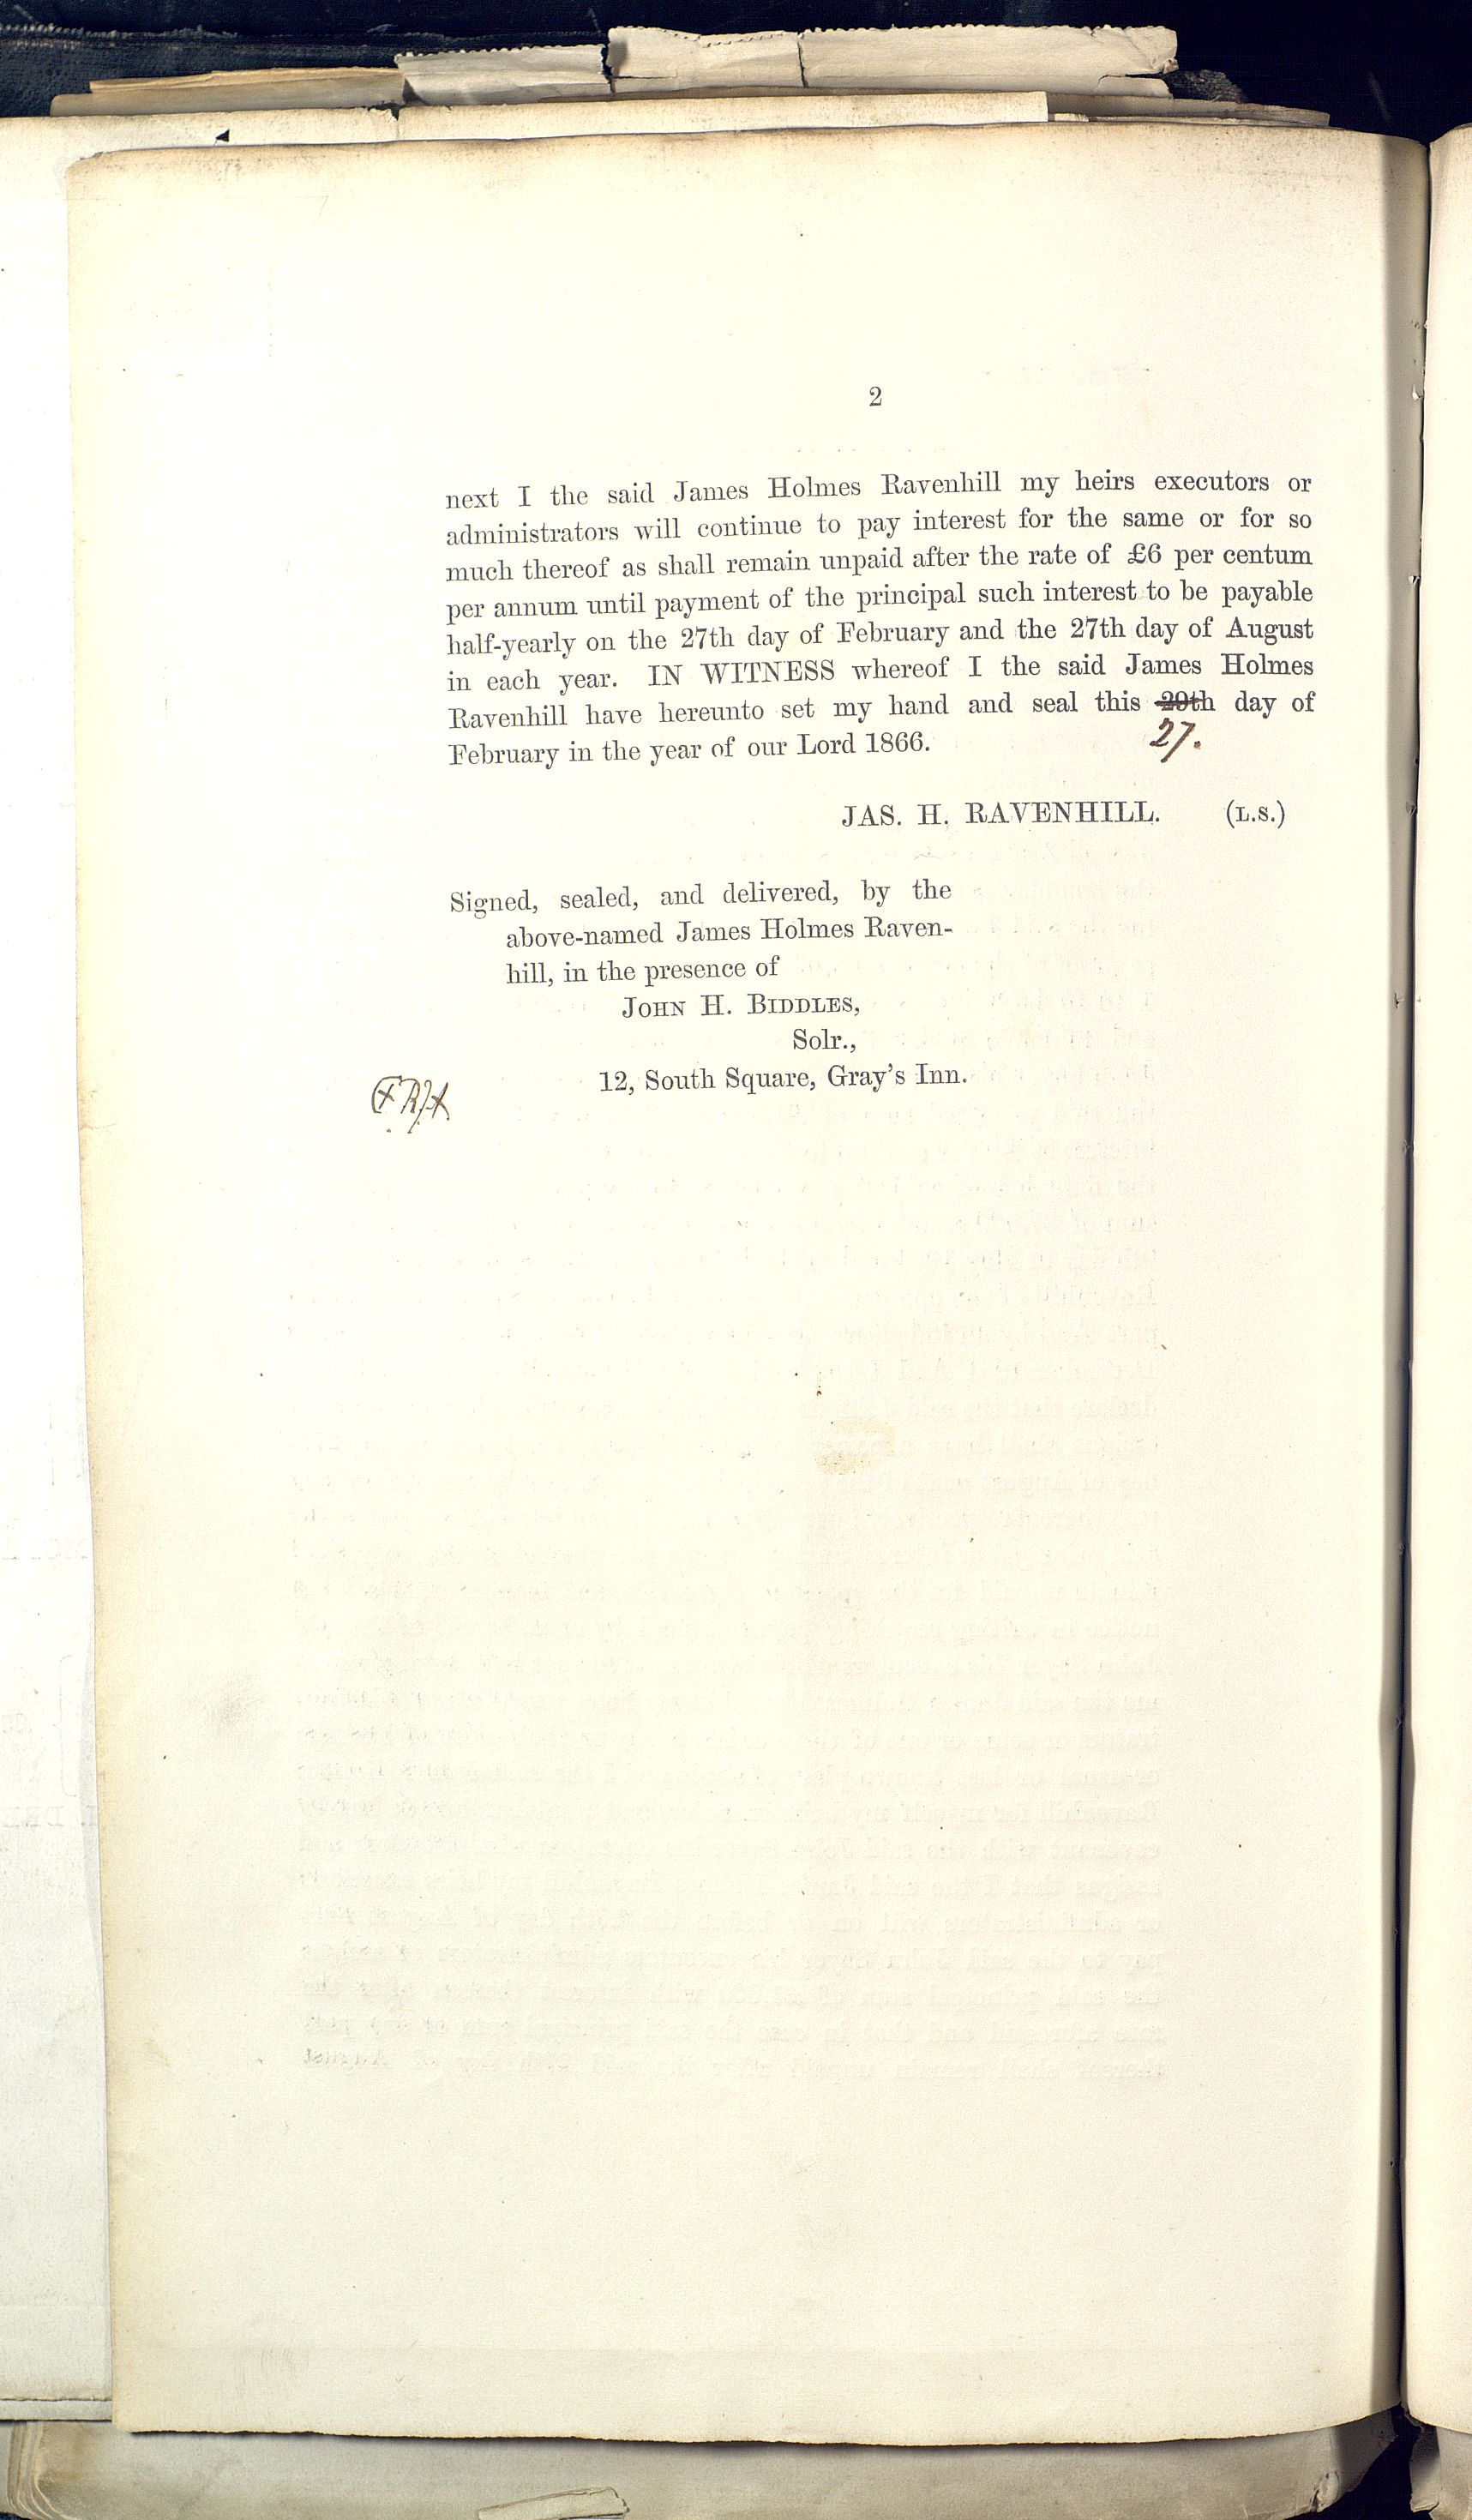 2
next I the said James Holmes Ravenhill my heirs executors or
administrators will continue to pay interest for the same or for so
much thereof as shall remain unpaid after the rate of £6 per centum
per annum until payment of the principal such interest to be payable
half-yearly on the 27th day of February and the 27th day of August
in each year. IN WITNESS whereof I the said James Holmes
Ravenhill have hereunto set my hand and seal this 20th day of
27.
February in the year of our Lord 1866.
JAS. H. RAVENHILL. (L.S.)
Signed, sealed, and delivered, by the
above-named James Holmes Raven-
hill, in the presence of
JOHN H. BIDDLES,
Solr.,
12, South Square, Gray's Inn.